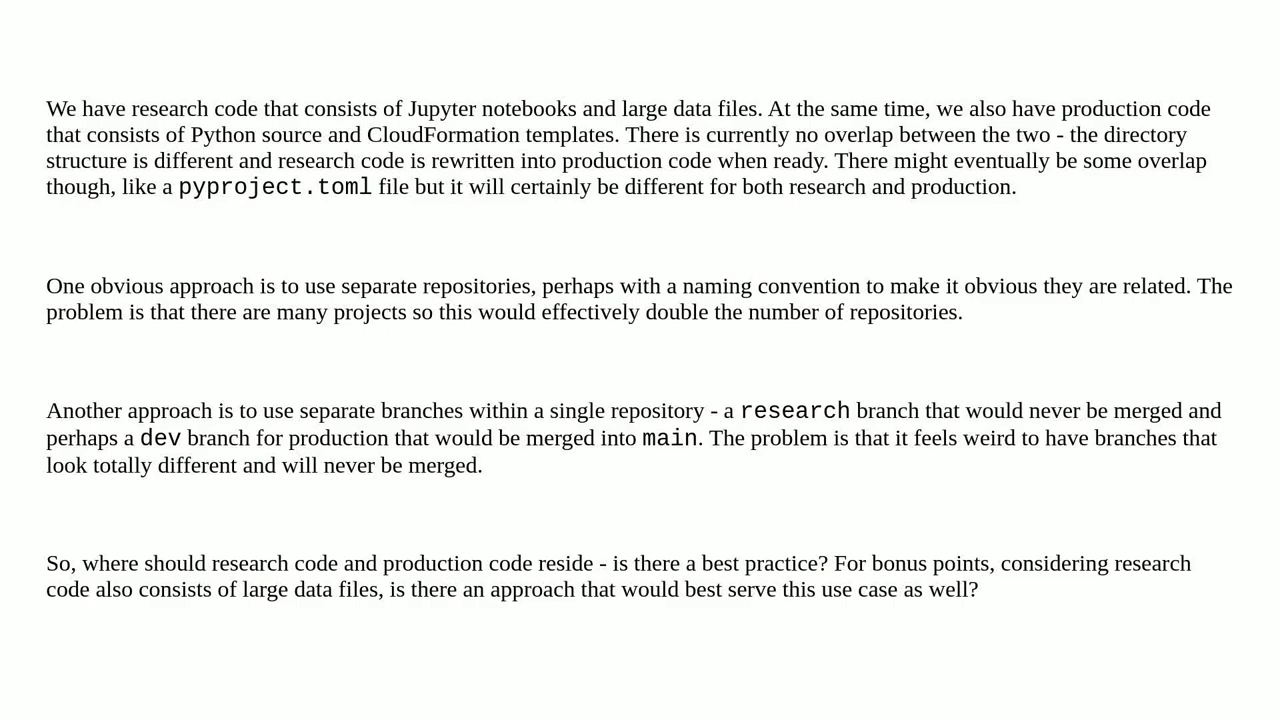 We have research code that consists of Jupyter notebooks and large data files. At the same time, we also have production code
that consists of Python source and CloudFormation templates. There is currently no overlap between the two - the directory
structure is different and research code is rewritten into production code when ready. There might eventually be some overlap
though, like a pyproject.toml file but it will certainly be different for both research and production.
One obvious approach is to use separate repositories, perhaps with a naming convention to make it obvious they are related. The
problem is that there are many projects so this would effectively double the number of repositories.
Another approach is to use separate branches within a single repository - a research branch that would never be merged and
perhaps a dev branch for production that would be merged into main. The problem is that it feels weird to have branches that
look totally different and will never be merged.
So, where should research code and production code reside - is there a best practice? For bonus points, considering research
code also consists of large data files, is there an approach that would best serve this use case as well?